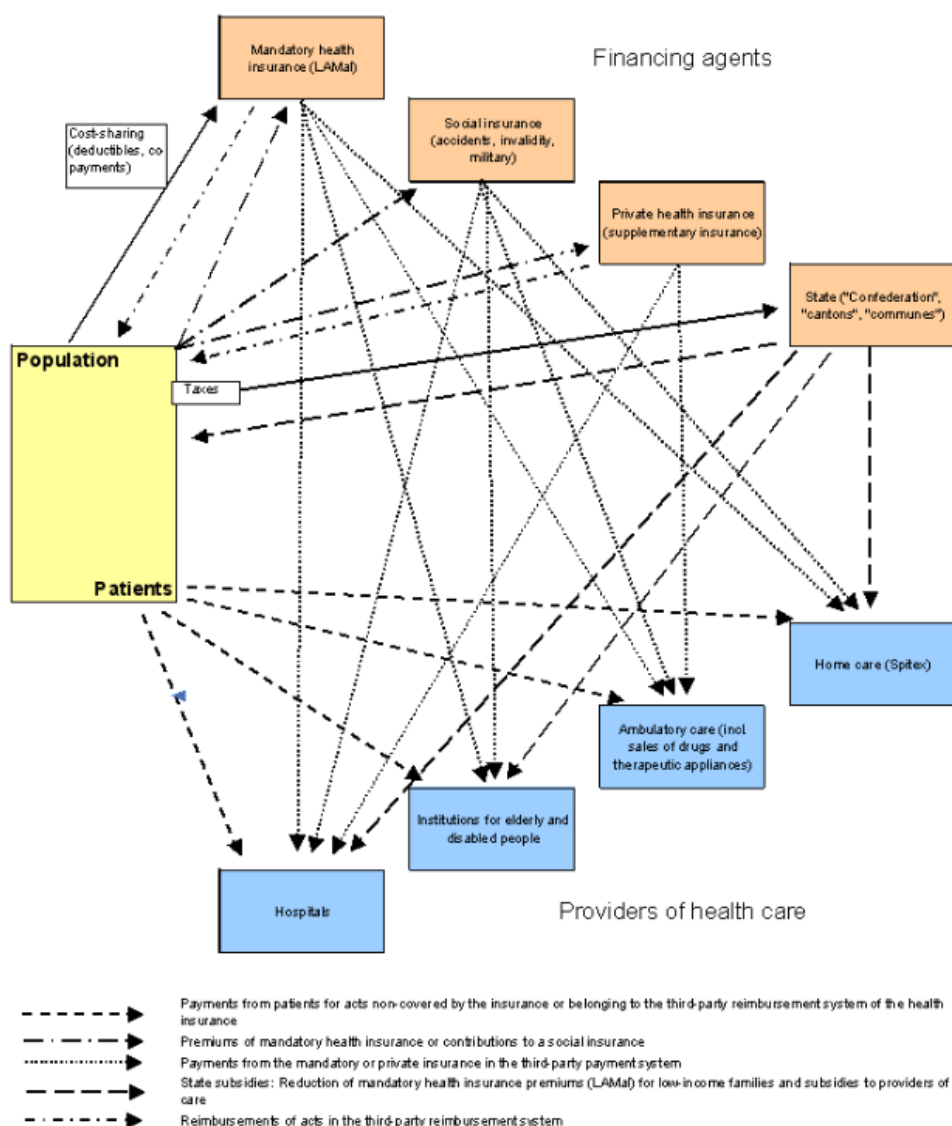 Mandatory health
insurance (LAMal)
Financing agents
Cost-sharing
(deductibles, co
payments)
Social insurance
(accidents, invalidity,
military)
Private health insurance
(supplementary insurance)
State ("Confederation",
"cantons", "communes")
Population
Taxes
Patients
Home care (Spitex)
Ambulatory care (incl.
sales of drugs and
therapeutic appliances)
Institutions for elderly and
disabled people
Hospitals
Providers of health care
Payments from patients for acts non-covered by the insurance or belonging to the third-party reimbursement system of the health
insurance
Premiums of mandatory health insurance or contributions to a social insurance
Payments from the mandatory or private insurance in the third-party payment system
State subsidies: Reduction of mandatory health insurance premiums (LAMal) for low-income families and subsidies to providers of
care
Reimbursements of acts in the third-party reimbursement system